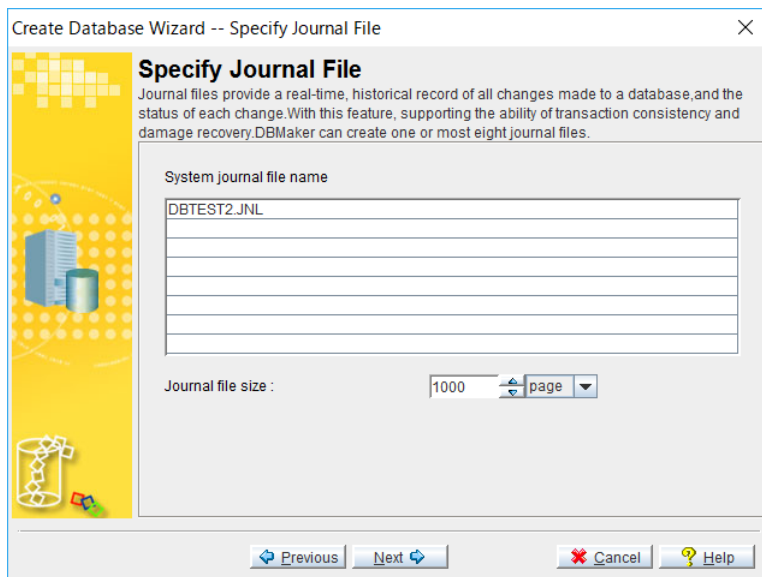 Create Database Wizard -- Specify Journal File
Specify Journal File
Journal files provide a real-time, historical record of all changes made to a database,and the
status of each change.With this feature, supporting the ability of transaction consistency and
damage recovery.DBMaker can create one or most eight journal files.
System journal file name
DBTEST2.JNL
Journal file size : 1000 page
Previous Next Cancel Help